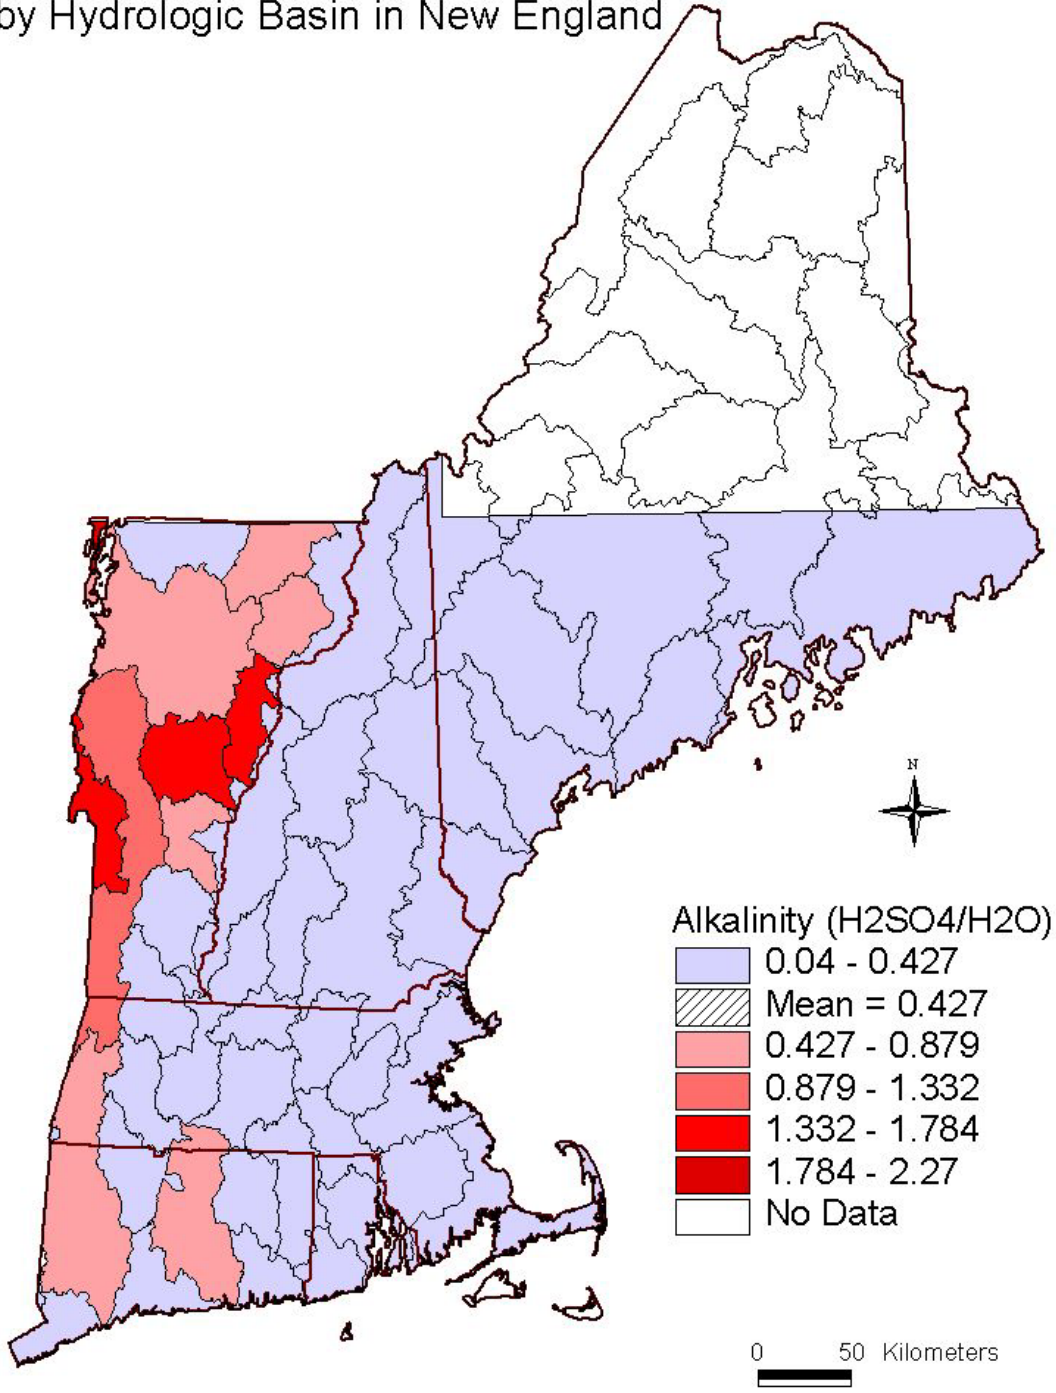 by Hydrologic Basin in New England
N
Alkalinity (H2SO4/H2O)
0.04 - 0.427
Mean = 0.427
0.427 - 0.879
0.879 - 1.332
1.332 - 1.784
1.784 - 2.27
No Data
0 50 Kilometers